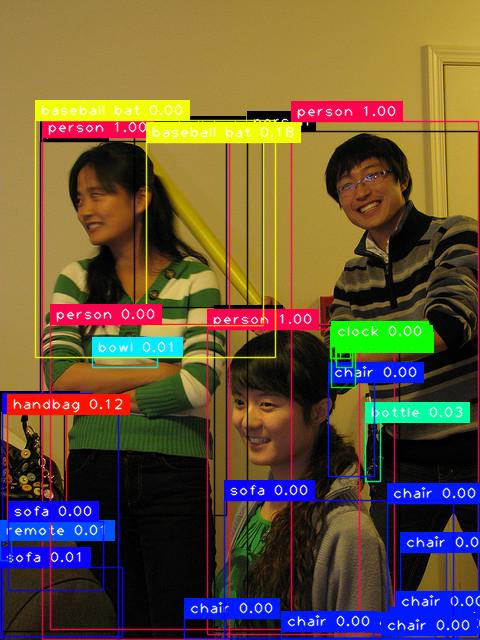 baseball bat 0.00
person 1.00
person 1.00
baseball bat 0.18
person 0.00
person 1.00
clock 0.00
bowl 0.01
chair 0.00
handbag 0.12
bottle 0.03
sofa 0.00
chair 0.00
sofa 0.00
remote 0.01
chair 0.0
sofa 0.01
chair 0.00
chair 0.00
chair 0.00
chair 0.0